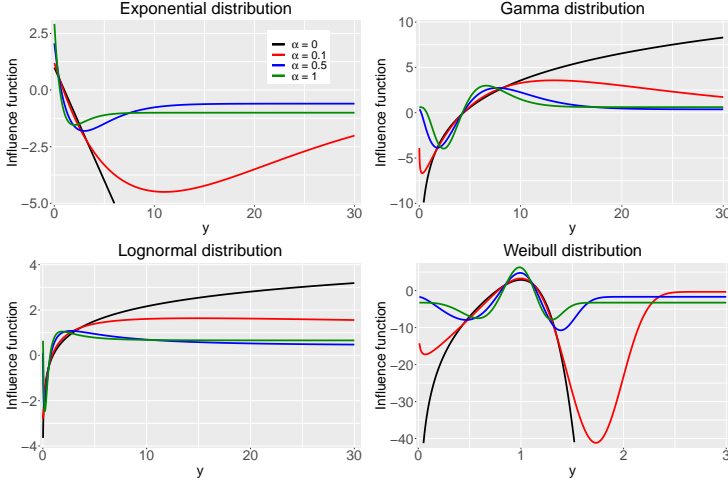 Exponential distribution
Influence function
2.5
0.0
−2.5
−5.0
0
10
20
30
y
α = 0
α = 0.1
α = 0.5
α = 1
Gamma distribution
Influence function
10
5
0
−5
−10
0
10
20
30
y
Lognormal distribution
Influence function
4
2
0
−2
−4
0
10
20
30
y
Weibull distribution
Influence function
0
−10
−20
−30
−40
0
1
2
3
y